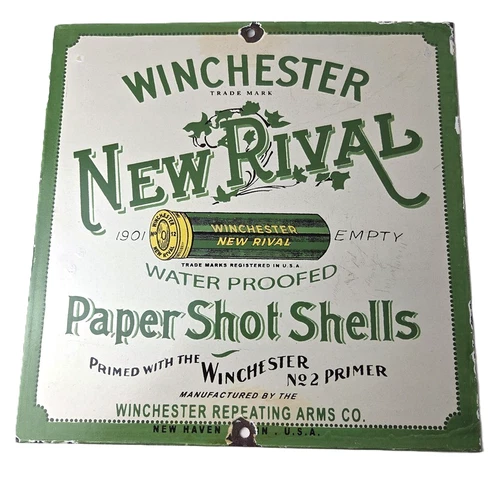 WINCHESTER
TRADE MARK
NEW RIVAL
1901
WINCHESTER
NEW RIVAL
EMPTY
TRADE MARKS REGISTERED IN U.S.A
WATER PROOFED
Paper Shot Shells
PRIMED WITH THE WINCHESTER No 2 PRIMER
MANUFACTURED BY THE
WINCHESTER REPEATING ARMS CO.
NEW HAVEN N. U.S.A.